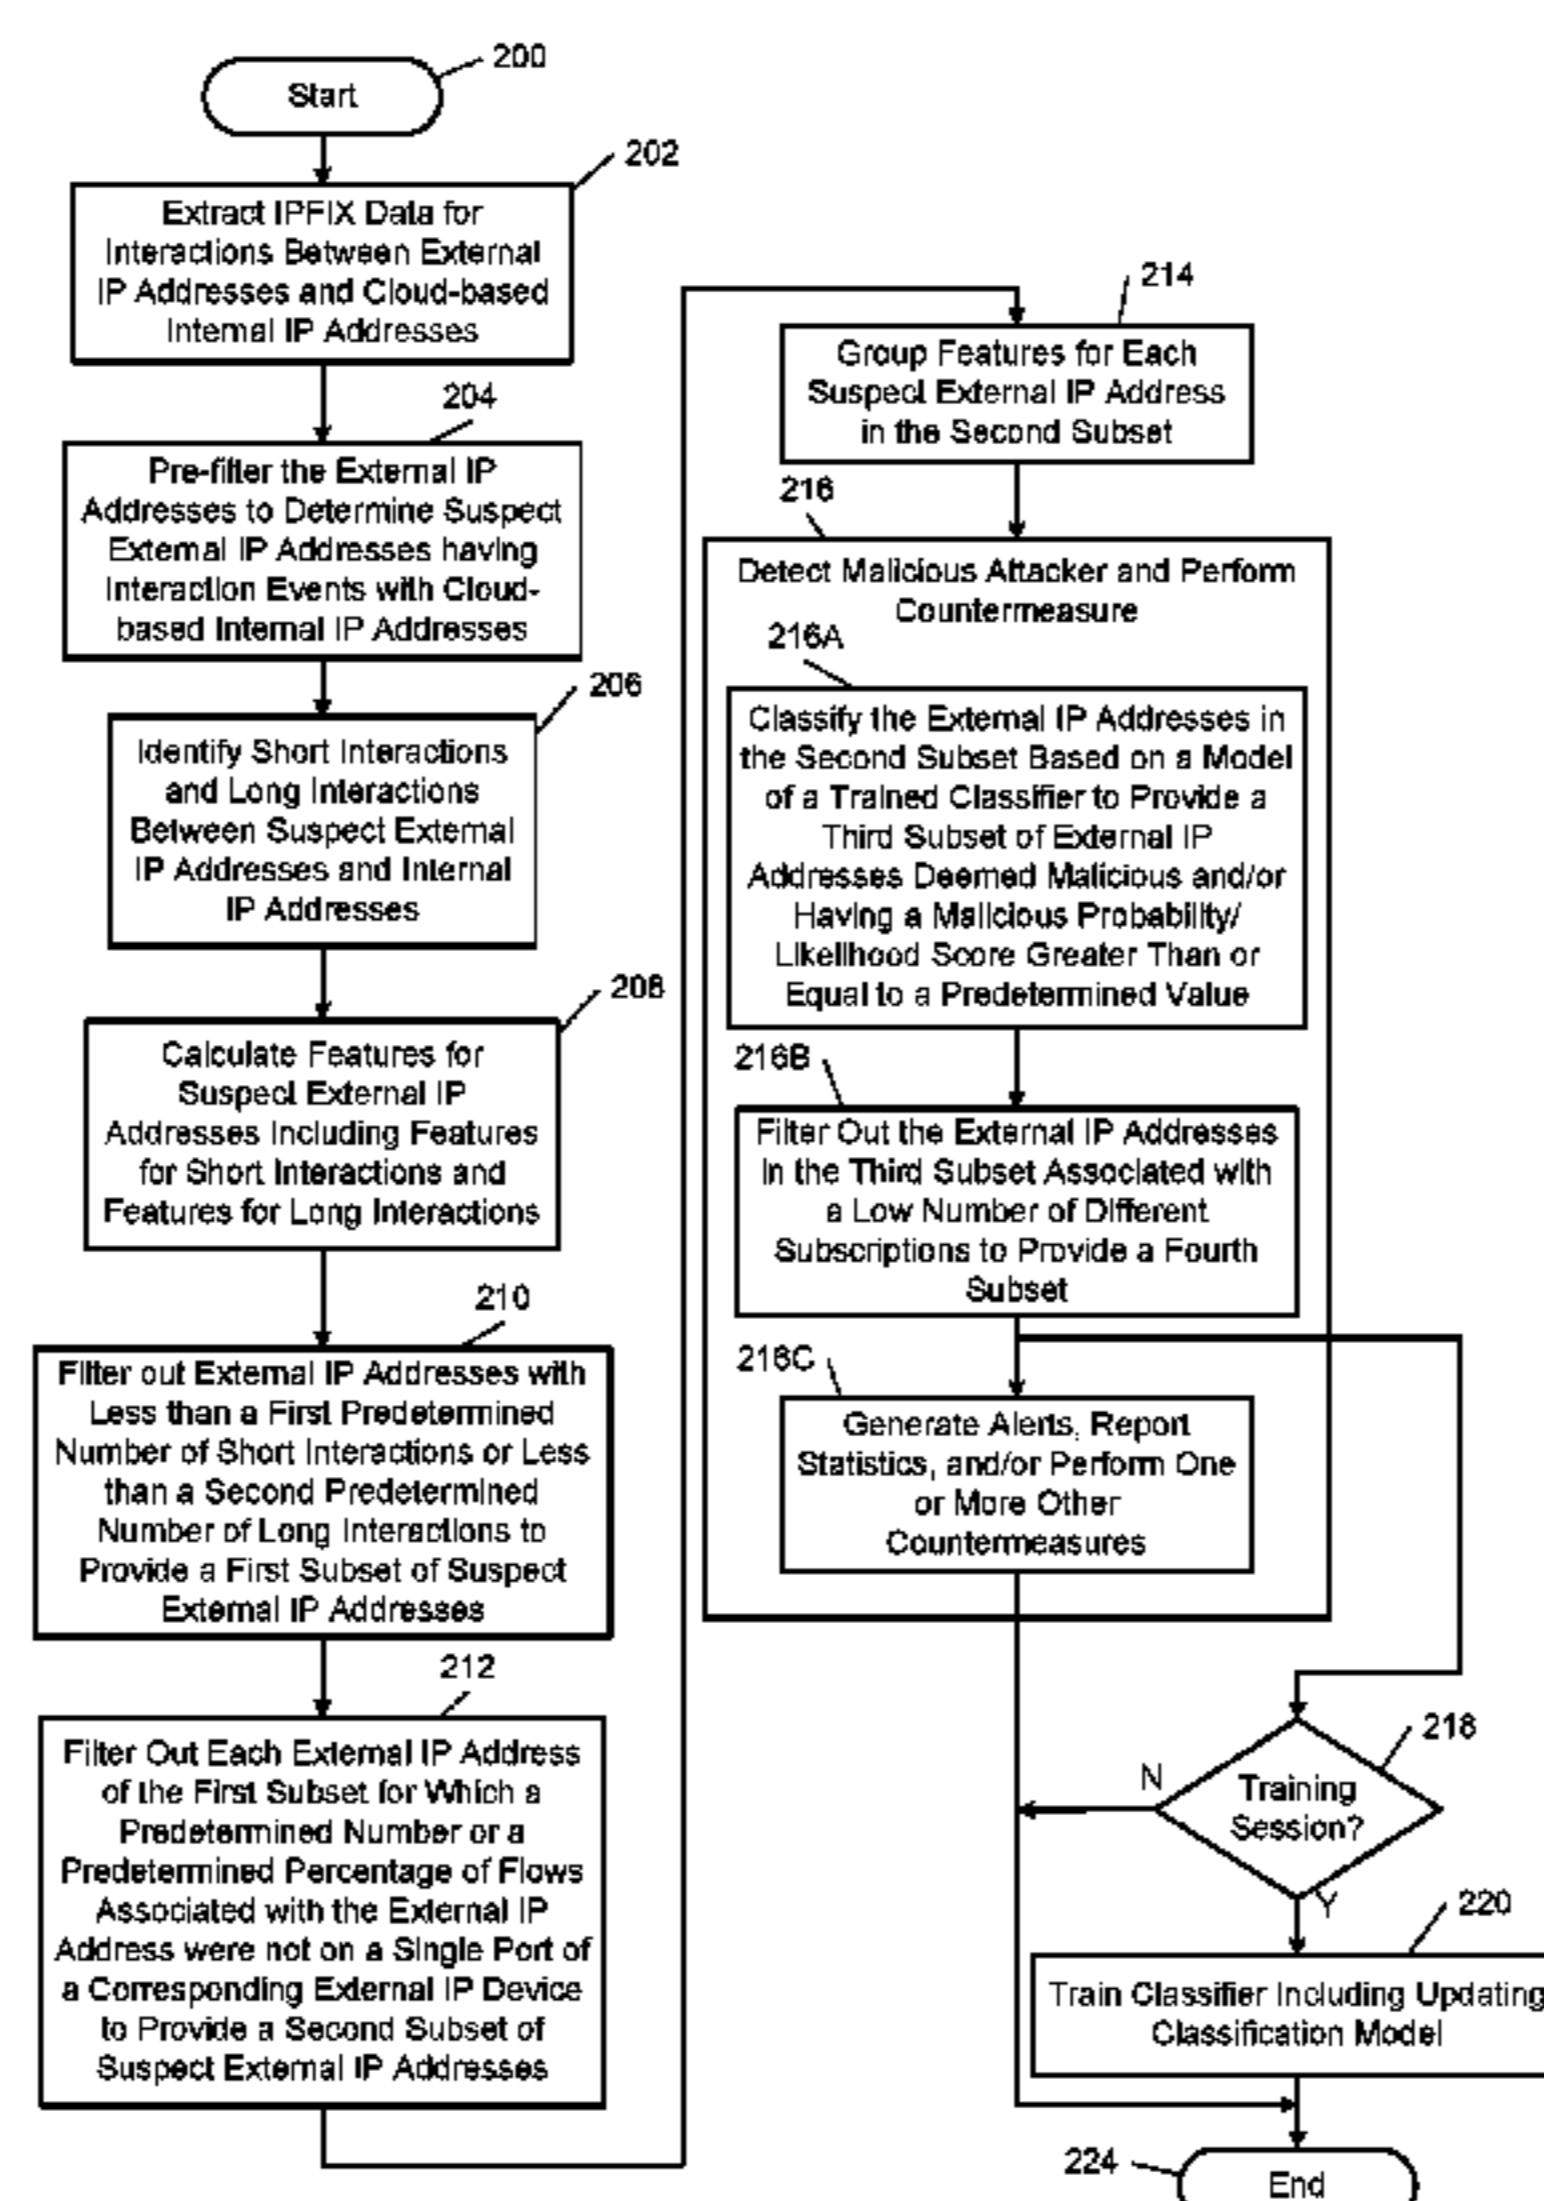 200
Start
202
Extract IPFIX Data for
Interactions Between External
IP Addresses and Cloud-based
Internal IP Addresses
204
Pre-filter the External IP
Addresses to Determine Suspect
External IP Addresses having
Interaction Events with Cloud-
based Internal IP Addresses
206
Identify Short Interactions
and Long Interactions
Between Suspect External
IP Addresses and Internal
IP Addresses
208
Calculate Features for
Suspect External IP
Addresses Including Features
for Short Interactions and
Features for Long Interactions
210
Filter out External IP Addresses with
Less than a First Predetermined
Number of Short Interactions or Less
than a Second Predetermined
Number of Long Interactions to
Provide a First Subset of Suspect
External IP Addresses
212
Filter Out Each External IP Address
of the First Subset for Which a
Predetermined Number or a
Predetermined Percentage of Flows
Associated with the External IP
Address were not on a Single Port of
a Corresponding External IP Device
to Provide a Second Subset of
Suspect External IP Addresses
214
Group Features for Each
Suspect External IP Address
in the Second Subset
216
Detect Malicious Attacker and Perform
Countermeasure
216A
Classify the External IP Addresses in
the Second Subset Based on a Model
of a Trained Classifier to Provide a
Third Subset of External IP
Addresses Deemed Malicious and/or
Having a Malicious Probability/
Likelihood Score Greater Than or
Equal to a Predetermined Value
216B
Filter Out the External IP Addresses
in the Third Subset Associated with
a Low Number of Different
Subscriptions to Provide a Fourth
Subset
216C
Generate Alerts, Report
Statistics, and/or Perform One
or More Other
Countermeasures
218
N
Training
Session?
Y
220
Train Classifier Including Updating
Classification Model
224
End